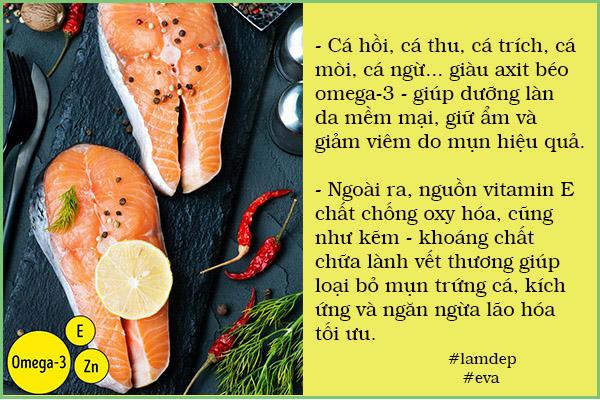 - Cá hồi, cá thu, cá trích, cá
mòi, cá ngừ... giàu axit béo
omega-3 - giúp dưỡng làn
da mềm mại, giữ ẩm và
giảm viêm do mụn hiệu quả.
- Ngoài ra, nguồn vitamin E
chất chống oxy hóa, cũng
như kẽm - khoáng chất
chữa lành vết thương giúp
loại bỏ mụn trứng cá, kích
ứng và ngăn ngừa lão hóa
tối ưu.
#lamdep
#eva
E
Omega-3
Zn